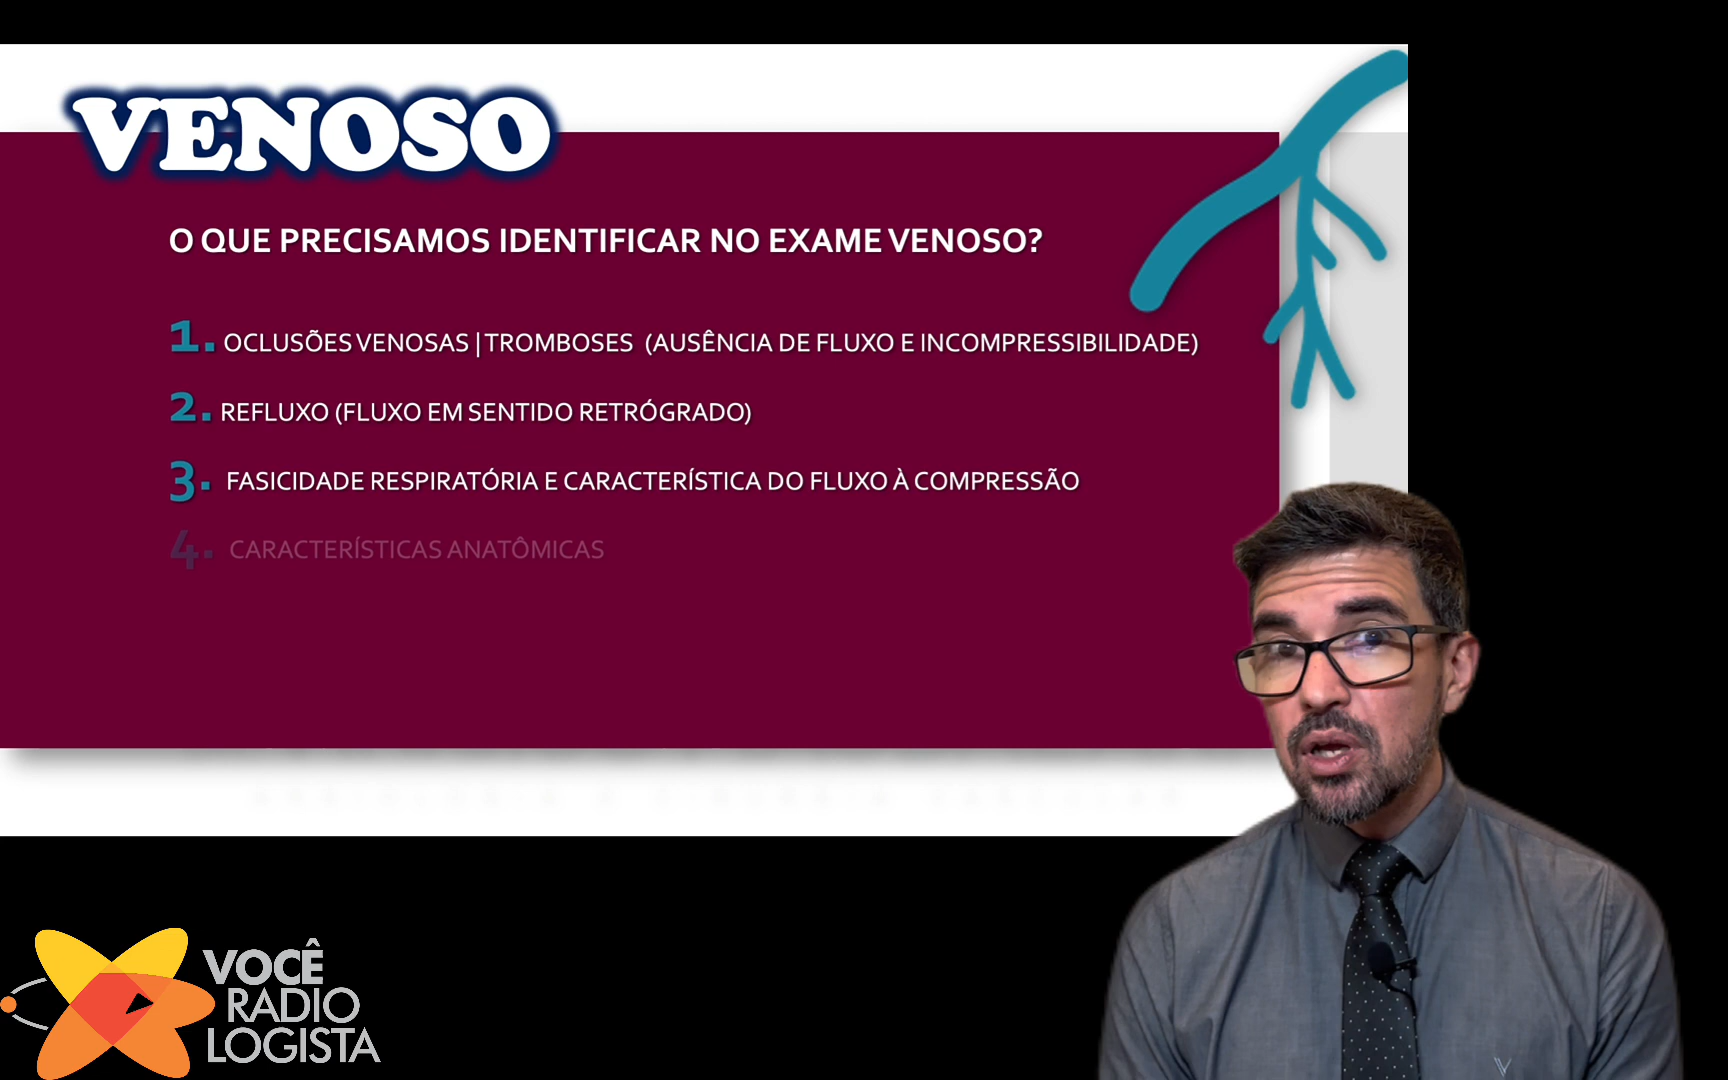 VENOSO
O QUE PRECISAMOS IDENTIFICAR NO EXAME VENOSO?
1. OCLUSÕES VENOSAS | TROMBOSES (AUSÊNCIA DE FLUXO E INCOMPRESSIBILIDADE)
2. REFLUXO (FLUXO EM SENTIDO RETRÓGRADO)
3. FASICIDADE RESPIRATÓRIA E CARACTERÍSTICA DO FLUXO À COMPRESSÃO
4. CARACTERÍSTICAS ANATÔMICAS
VOCÊ
RADIO
LOGISTA